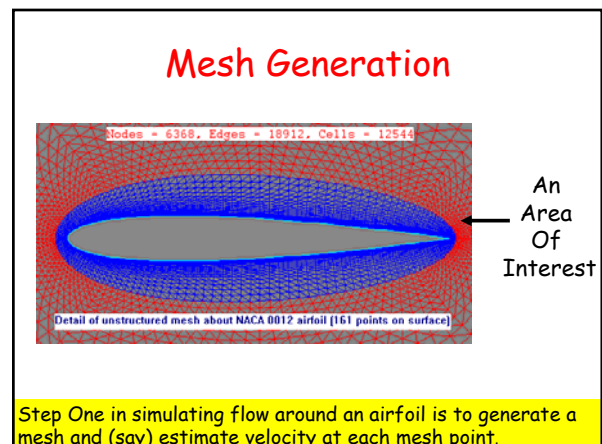 Mesh Generation
Nodes = 6368, Edges = 18912, Cells = 12544
An
Area
Of
Interest
Detail of unstructured mesh about NACA 0012 airfoil (161 points on surface)
Step One in simulating flow around an airfoil is to generate a
mesh and (say) estimate velocity at each mesh point.